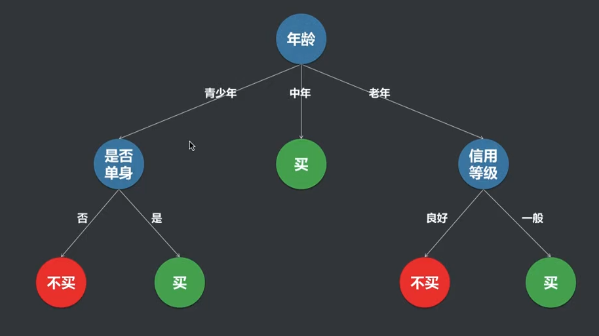 年龄
青少年
中年
老年
是否
单身
买
信用
等级
否
是
良好
一般
不买
买
不买
买